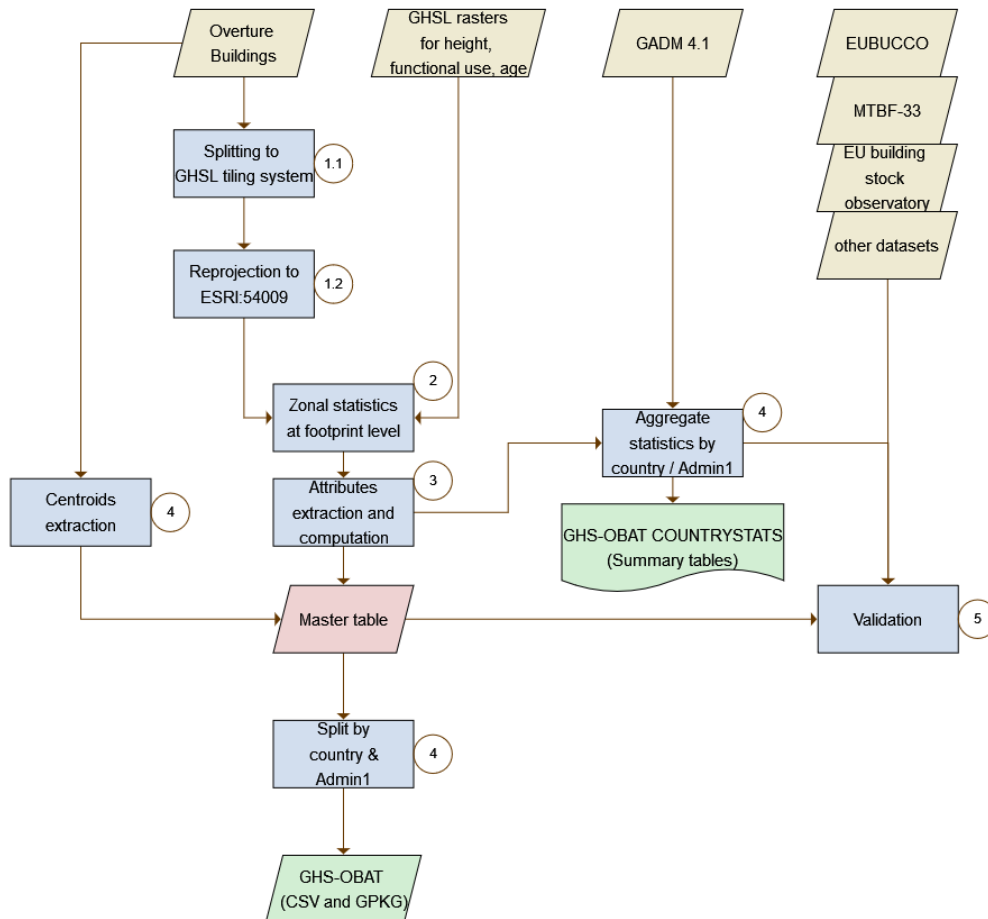 Overture
Buildings
GHSL rasters
for height,
functional use, age
GADM 4.1
EUBUCCO
MTBF-33
EU building
stock
observatory
other datasets
Splitting to
GHSL tiling system
1.1
Reprojection to
ESRI:54009
1.2
Zonal statistics
at footprint level
2
Aggregate
statistics by
country / Admin1
4
Centroids
extraction
4
Attributes
extraction and
computation
3
GHS-OBAT COUNTRYSTATS
(Summary tables)
Master table
Validation
5
Split by
country &
Admin1
4
GHS-OBAT
(CSV and GPKG)